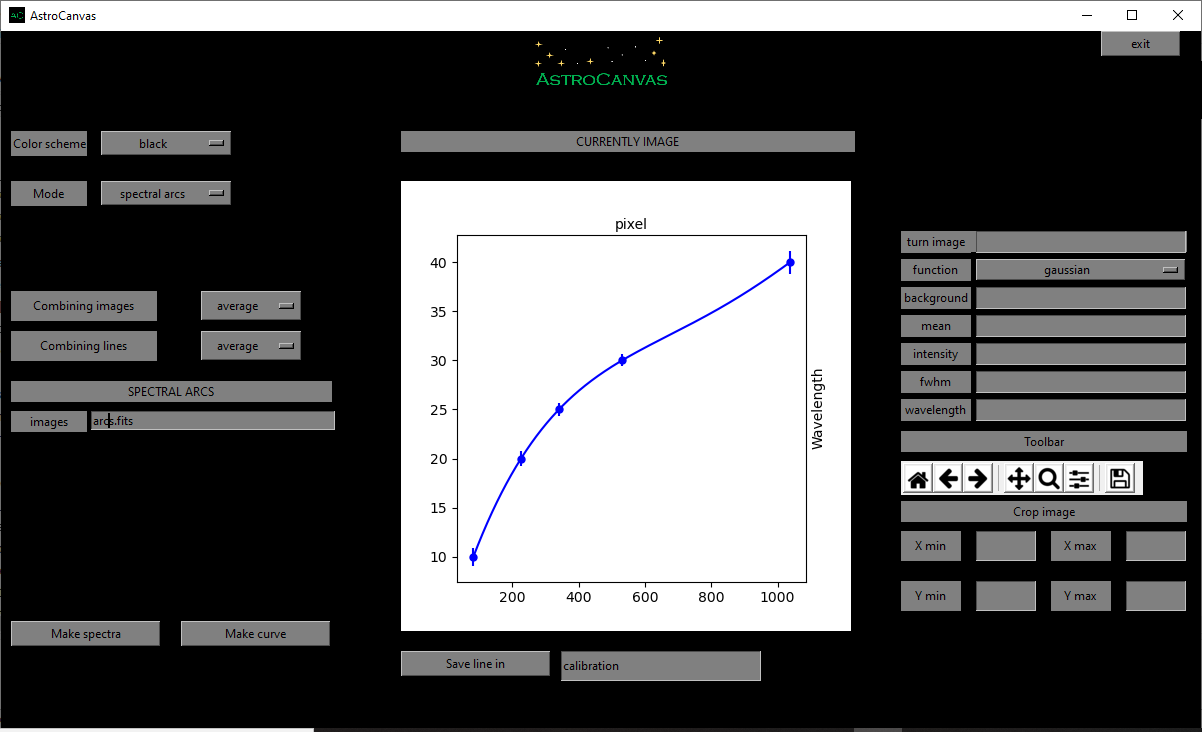 AC AstroCanvas
exit
ASTROCANVAS
Color scheme black
CURRENTLY IMAGE
Mode spectral arcs
pixel
40
35
30
25
20
15
10
200 400 600 800 1000
Wavelength
Combining images average
Combining lines average
SPECTRAL ARCS
images arcs.fits
Make spectra Make curve
Save line in calibration
turn image
function gaussian
background
mean
intensity
fwhm
wavelength
Toolbar
Crop image
X min X max
Y min Y max